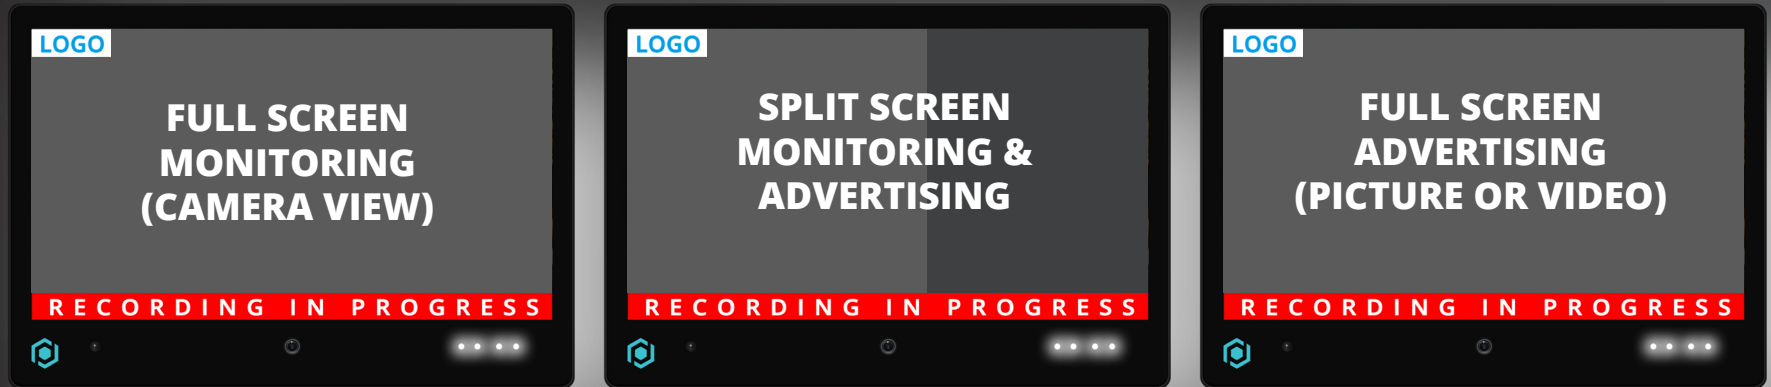 LOGO
FULL SCREEN
MONITORING
(CAMERA VIEW)
RECORDING IN PROGRESS
LOGO
SPLIT SCREEN
MONITORING &
ADVERTISING
RECORDING IN PROGRESS
LOGO
FULL SCREEN
ADVERTISING
(PICTURE OR VIDEO)
RECORDING IN PROGRESS